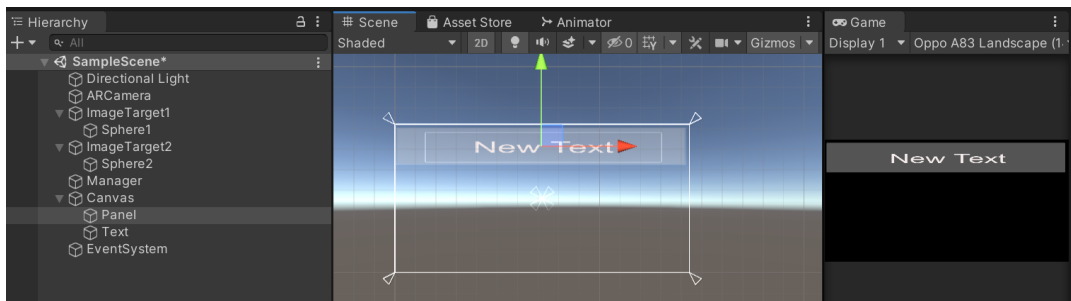 Hierarchy
All
SampleScene*
Directional Light
ARCamera
ImageTarget1
Sphere1
ImageTarget2
Sphere2
Manager
Canvas
Panel
Text
EventSystem
Scene Asset Store Animator
Shaded 2D 0 Gizmos
New Text
Game
Display 1 Oppo A83 Landscape (1
New Text